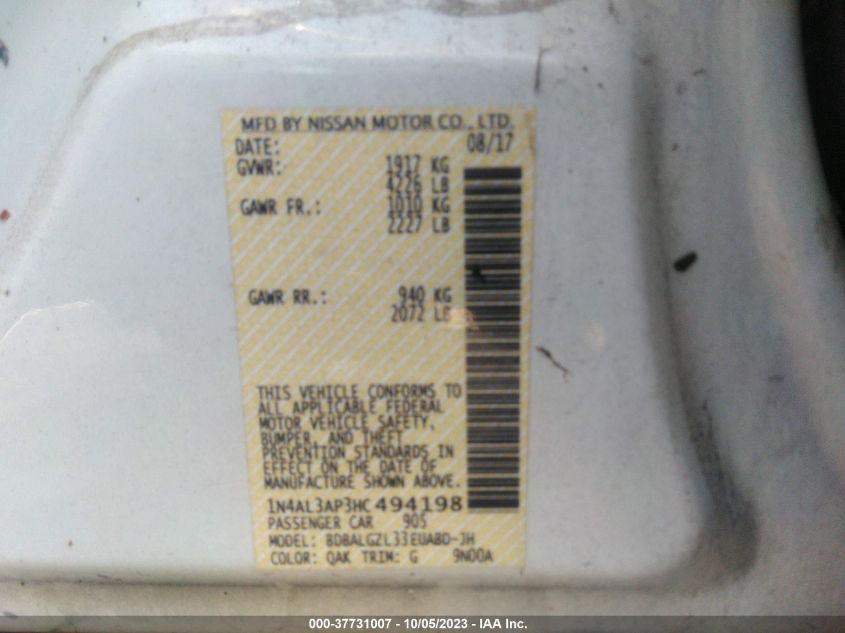 MFD BY NISSAN MOTOR CO., LTD.
DATE: 08/17
GVWR: 1917 KG
4226 LB
GAWR FR.: 1010 KG
2227 LB
GAWR RR.: 940 KG
2072 LB
THIS VEHICLE CONFORMS TO
ALL APPLICABLE FEDERAL
MOTOR VEHICLE SAFETY,
BUMPER, AND THEFT
PREVENTION STANDARDS IN
EFFECT ON THE DATE OF
MANUFACTURE SHOWN ABOVE.
1N4AL3AP3HC494198
PASSENGER CAR 905
MODEL: BDBALGZL33EUABD-JH
COLOR: QAK TRIM: G 9N00A
000-37731007 - 10/05/2023 - IAA Inc.